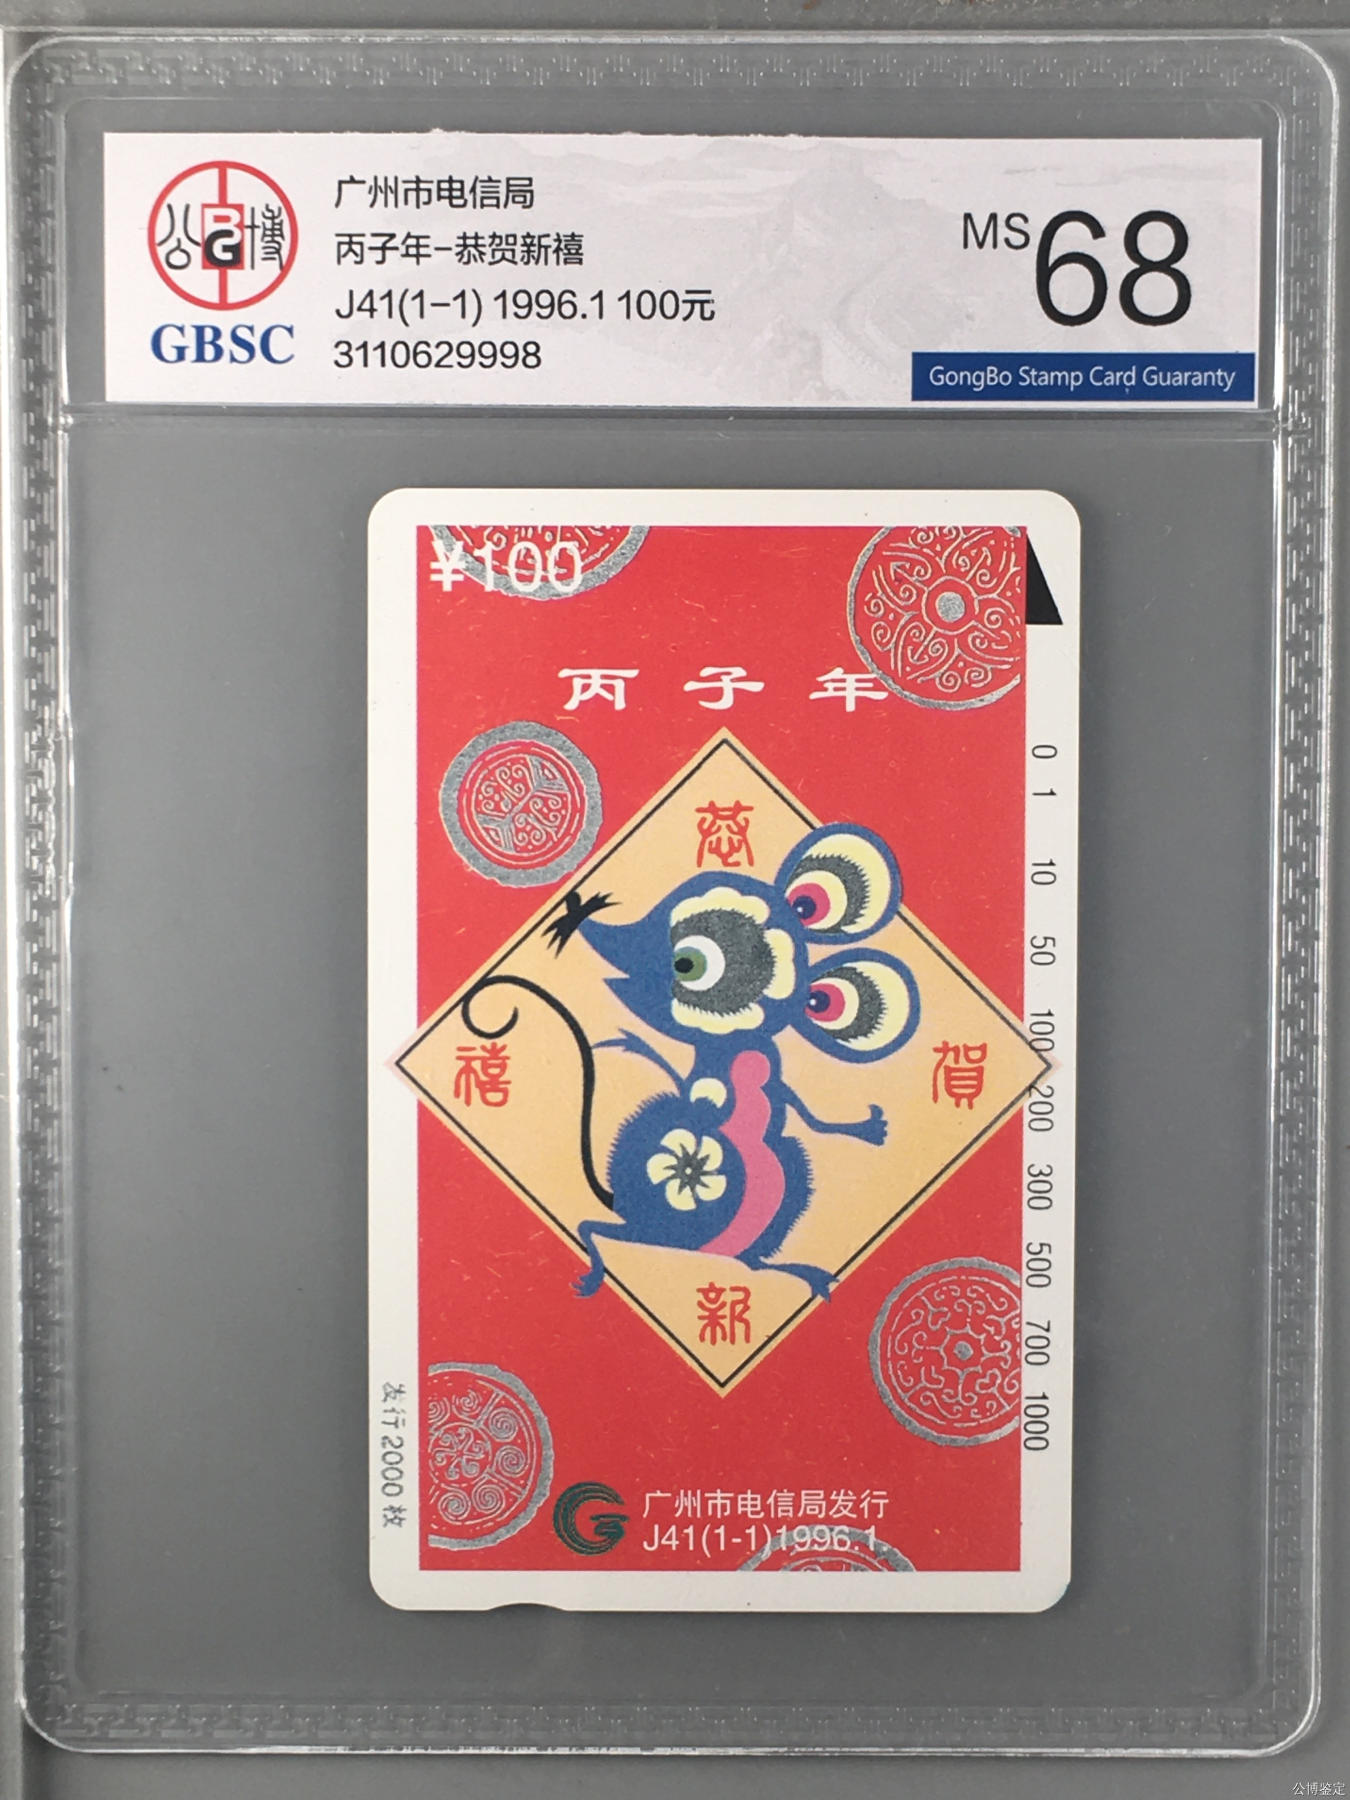 公博
BG
GBSC
广州市电信局
丙子年-恭贺新禧
J41(1-1) 1996.1 100元
3110629998
MS 68
GongBo Stamp Card Guaranty
¥100
丙子年
恭
賀
新
禧
0 1 10 50 100 200 300 500 700 1000
发行2000枚
广州市电信局发行
J41(1-1)1996.1.
公博鉴定